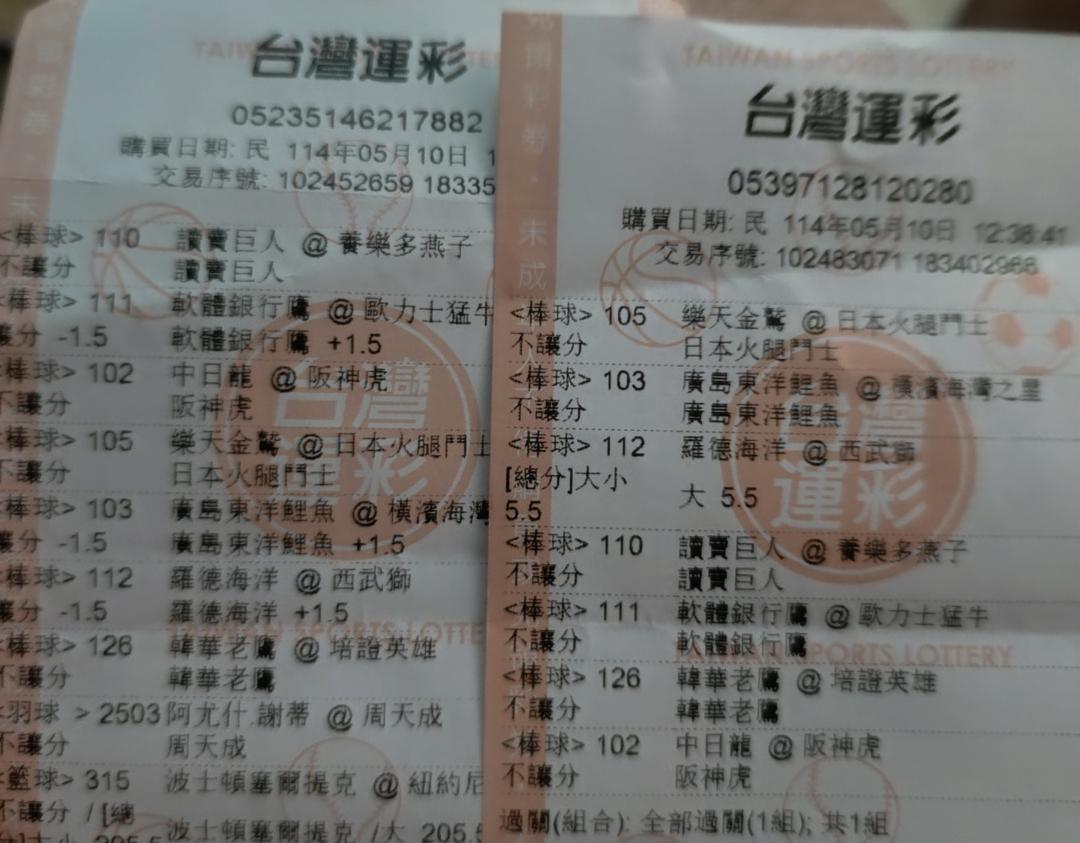 台灣運彩
05235146217882
購買日期: 民 114年05月10日 1
交易序號: 102452659 18335
<棒球> 110 讀賣巨人 @ 養樂多燕子
不讓分 讀賣巨人
<棒球> 111 軟體銀行鷹 @ 歐力士猛牛
讓分 -1.5 軟體銀行鷹 +1.5
<棒球> 102 中日龍 @ 阪神虎
不讓分 阪神虎
<棒球> 105 樂天金鷲 @ 日本火腿鬥士
不讓分 日本火腿鬥士
<棒球> 103 廣島東洋鯉魚 @ 橫濱海灣
讓分 -1.5 廣島東洋鯉魚 +1.5
<棒球> 112 羅德海洋 @ 西武獅
讓分 -1.5 羅德海洋 +1.5
<棒球> 126 韓華老鷹 @ 培證英雄
不讓分 韓華老鷹
<羽球 > 2503 阿尤什.謝蒂 @ 周天成
不讓分 周天成
<籃球> 315 波士頓塞爾提克 @ 紐約尼
不讓分 / [總
分]大小 205.5 波士頓塞爾提克 /大 205.5
TAIWAN SPORTS LOTTERY
台灣運彩
05397128120280
購買日期: 民 114年05月10日 12:38:41
交易序號: 102483071 183402966
<棒球> 105 樂天金鷲 @ 日本火腿鬥士
不讓分 日本火腿鬥士
<棒球> 103 廣島東洋鯉魚 @ 橫濱海灣之星
不讓分 廣島東洋鯉魚
<棒球> 112 羅德海洋 @ 西武獅
[總分]大小 大 5.5
5.5
<棒球> 110 讀賣巨人 @ 養樂多燕子
不讓分 讀賣巨人
<棒球> 111 軟體銀行鷹 @ 歐力士猛牛
不讓分 軟體銀行鷹
TAIWAN SPORTS LOTTERY
<棒球> 126 韓華老鷹 @ 培證英雄
不讓分 韓華老鷹
<棒球> 102 中日龍 @ 阪神虎
不讓分 阪神虎
過關(組合): 全部過關(1組); 共1組
台灣
運彩